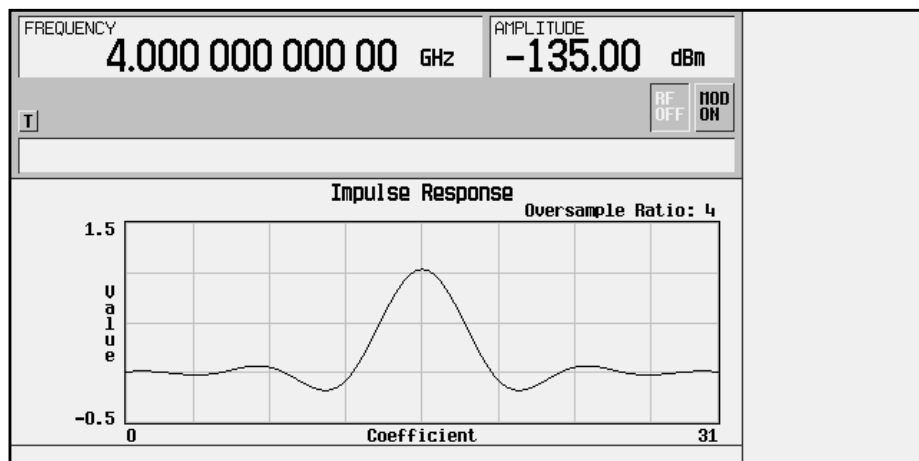 FREQUENCY
4.000 000 000 00 GHz
AMPLITUDE
-135.00 dBm
RF OFF
MOD ON
T
Impulse Response
Oversample Ratio: 4
1.5
Value
-0.5
0
Coefficient
31